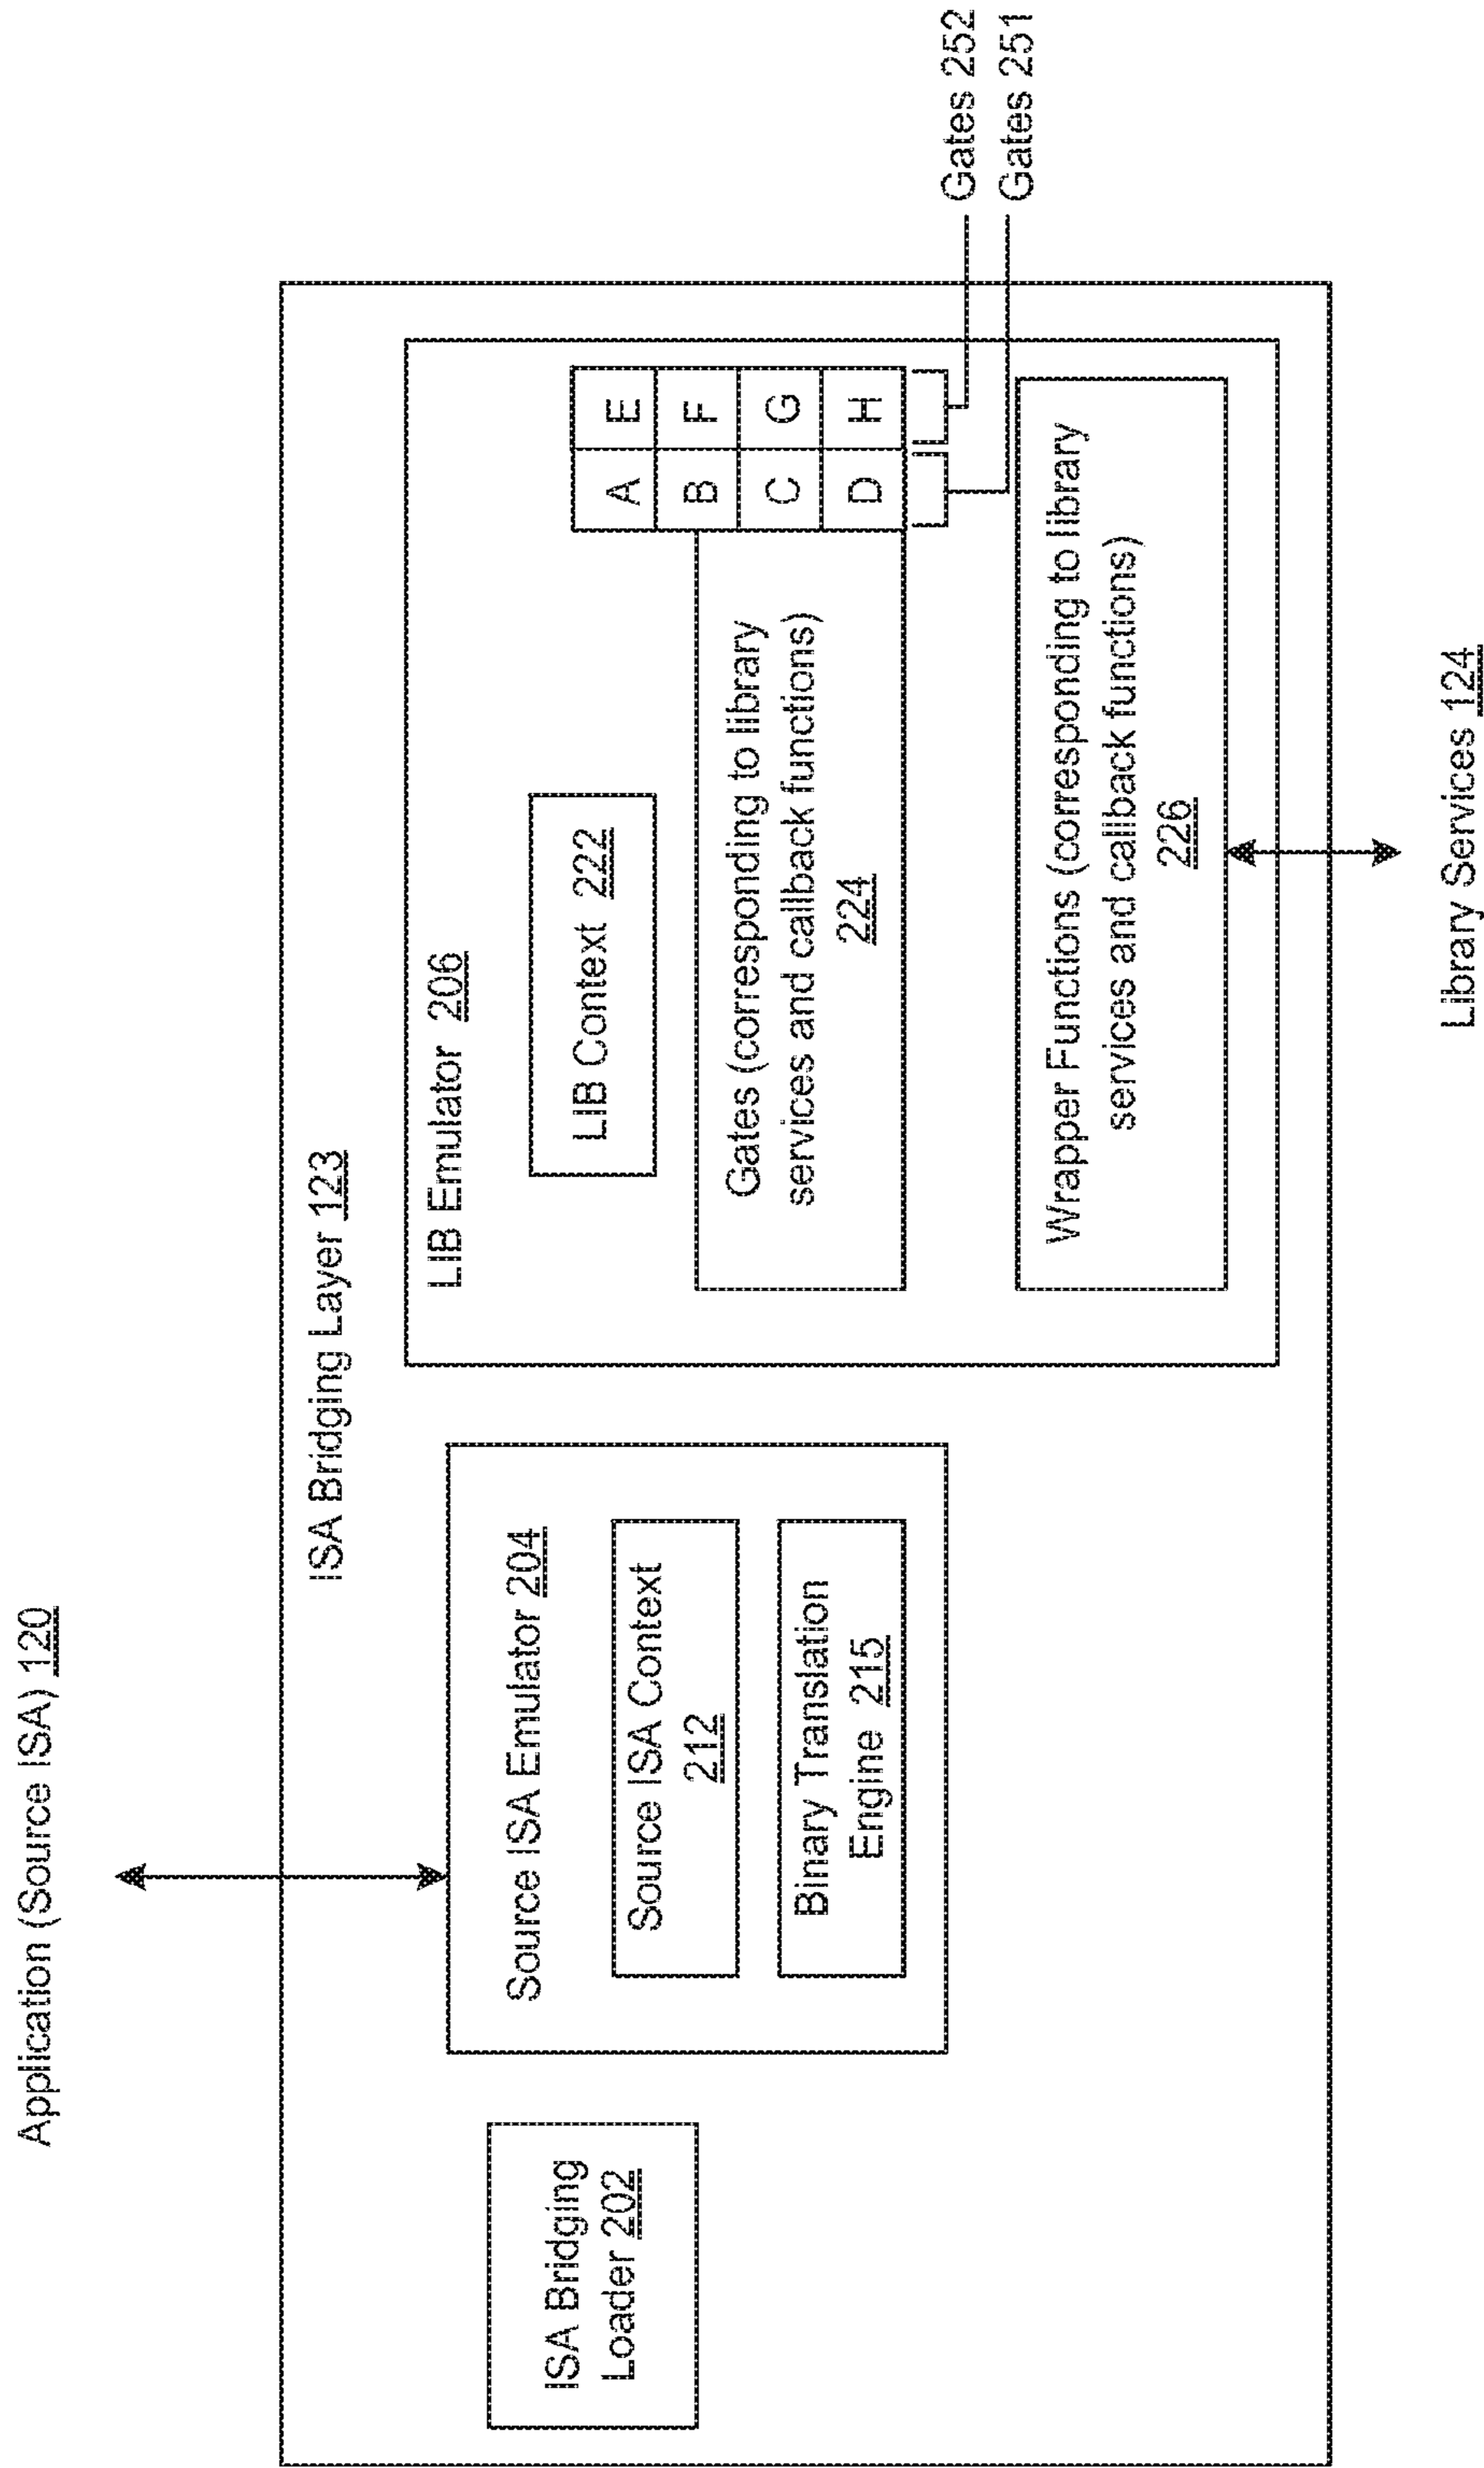 Application (Source ISA) 120
ISA Bridging Layer 123
ISA Bridging
Loader 202
Source ISA Emulator 204
Source ISA Context
212
Binary Translation
Engine 215
LIB Emulator 206
LIB Context 222
Gates (corresponding to library
services and callback functions)
224
A E
B F
C G
D H
Gates 252
Gates 251
Wrapper Functions (corresponding to library
services and callback functions)
226
Library Services 124